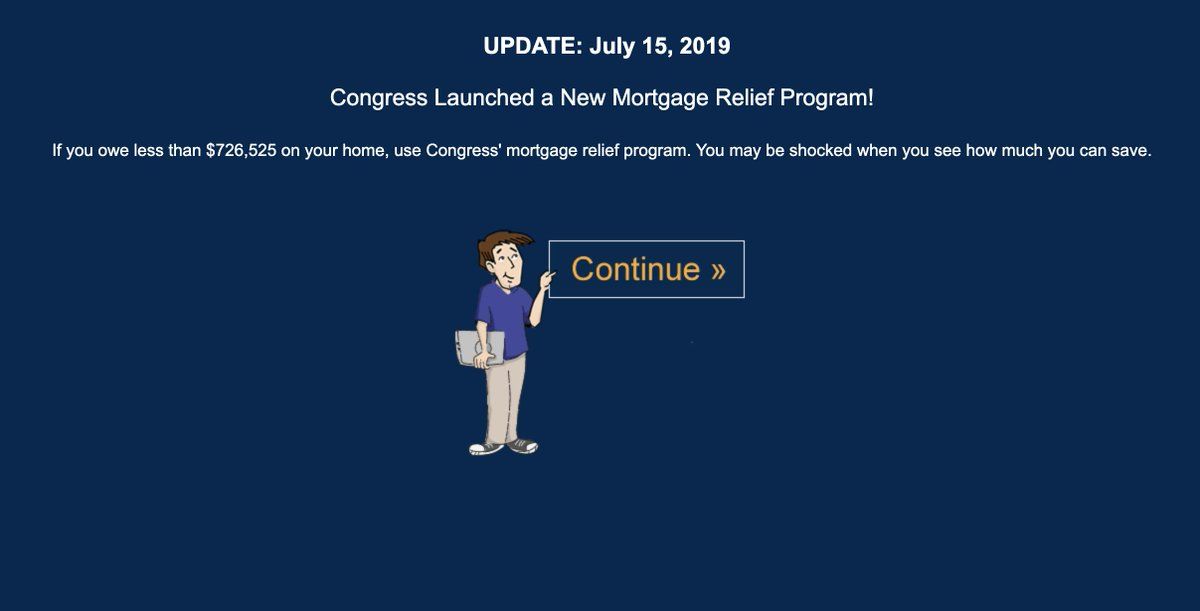 UPDATE: July 15, 2019
Congress Launched a New Mortgage Relief Program!
If you owe less than $726,525 on your home, use Congress' mortgage relief program. You may be shocked when you see how much you can save.
Continue »